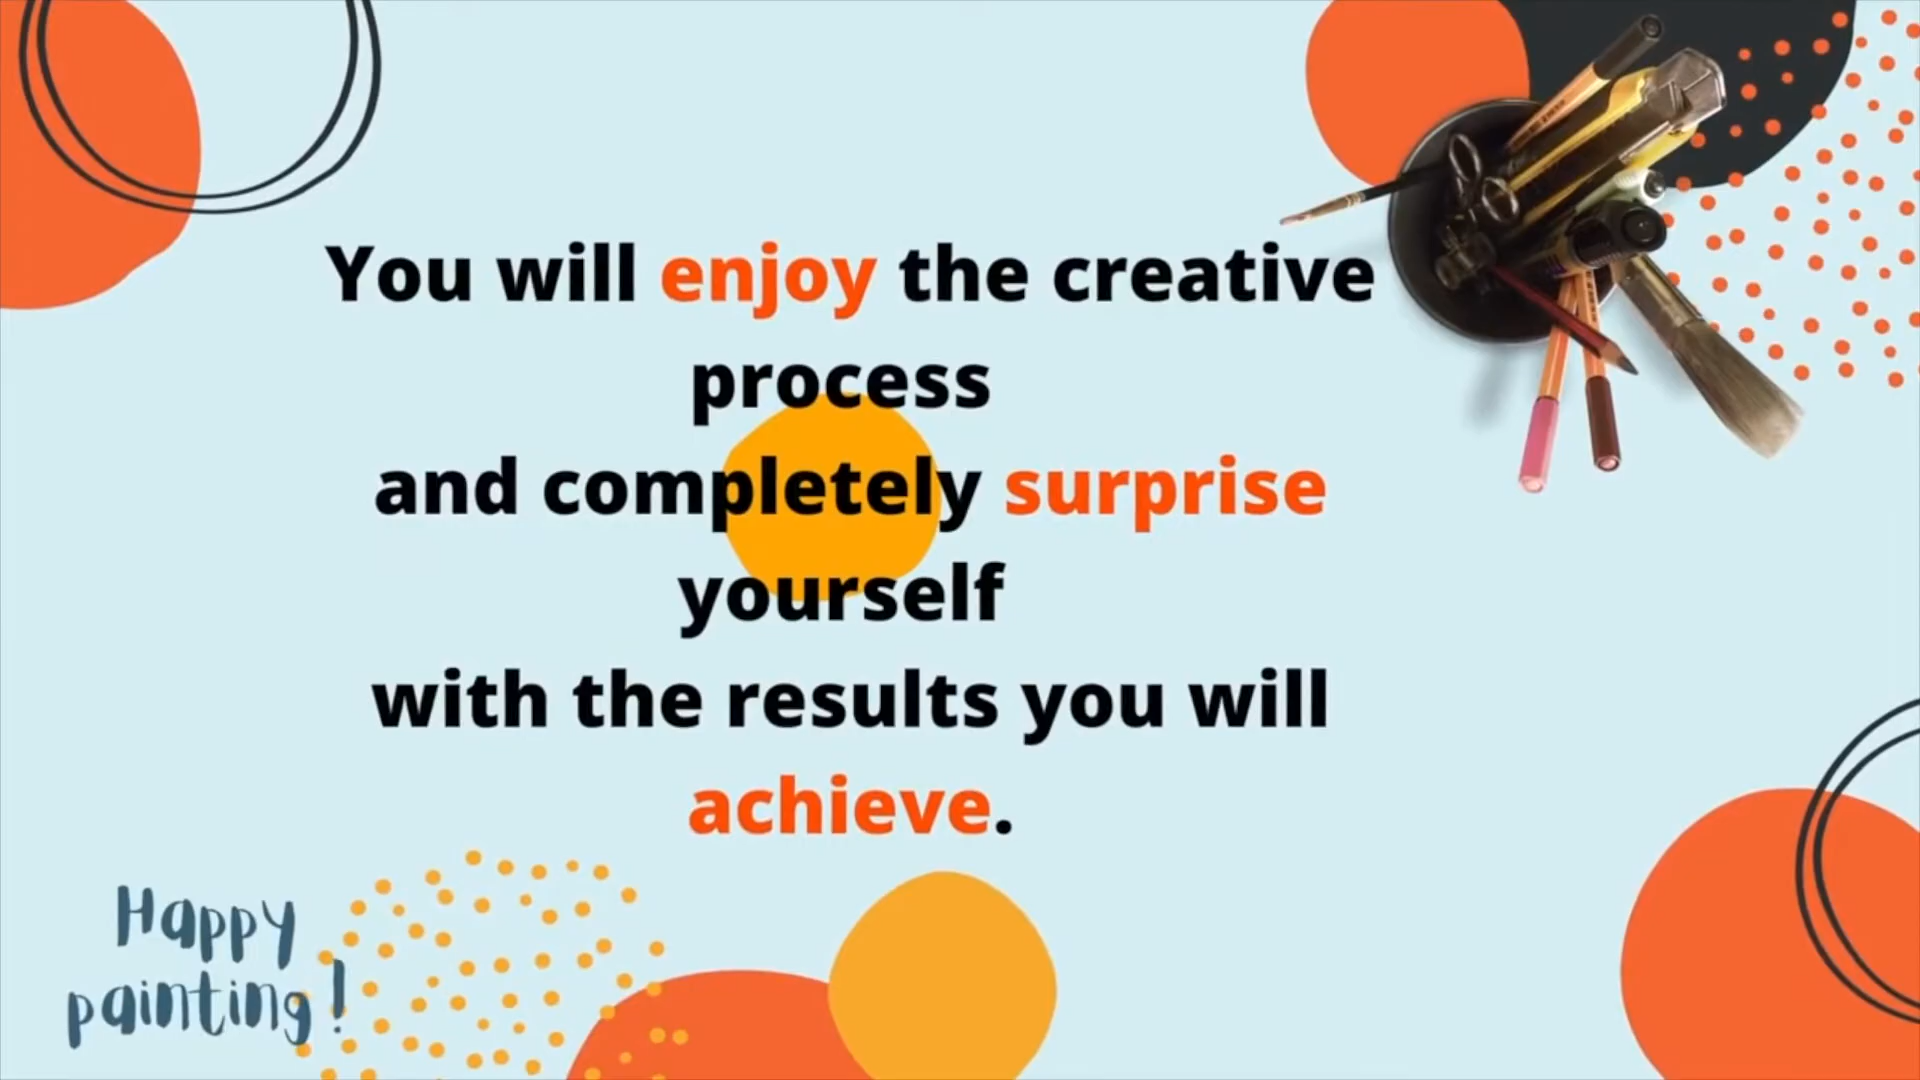 You will enjoy the creative
process
and completely surprise
yourself
with the results you will
achieve.
Happy
painting!